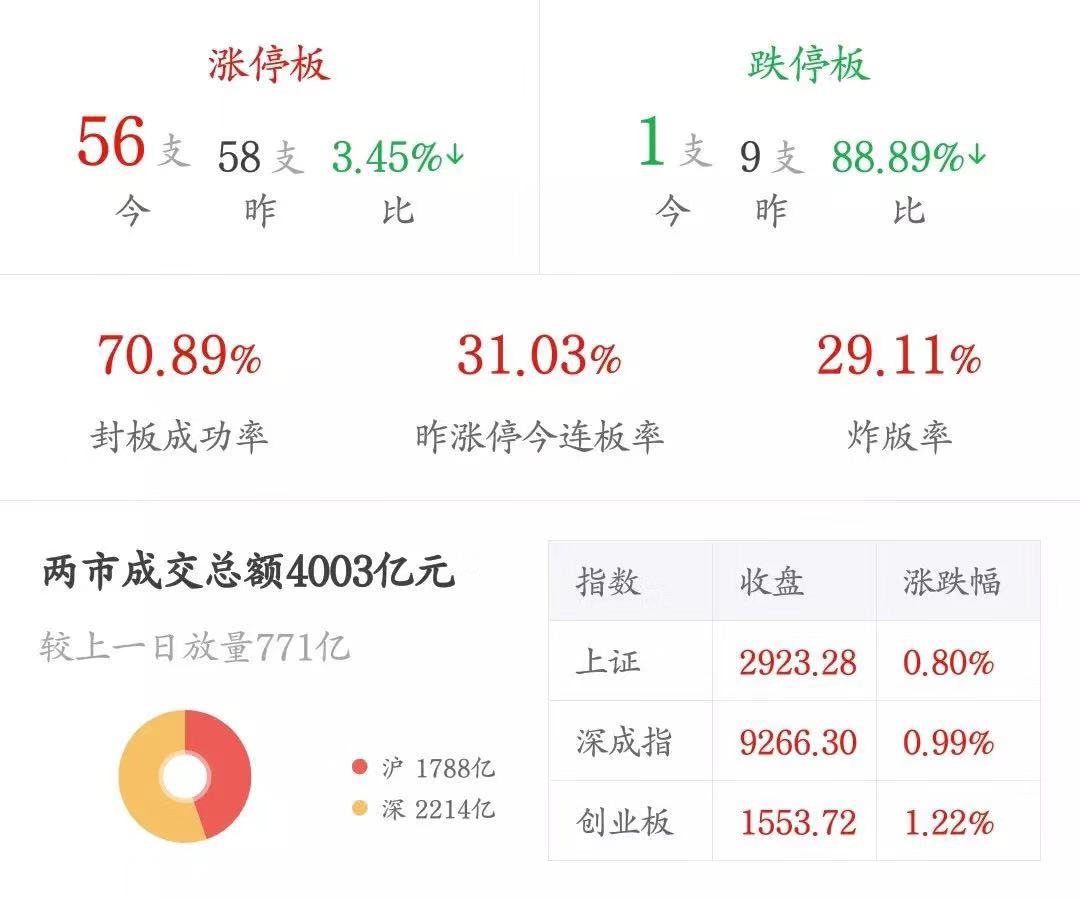 涨停板
56支 58支 3.45%↓
今 昨 比
跌停板
1支 9支 88.89%↓
今 昨 比
70.89% 31.03% 29.11%
封板成功率 昨涨停今连板率 炸版率
两市成交总额4003亿元
较上一日放量771亿
沪 1788亿
深 2214亿
指数 收盘 涨跌幅
上证 2923.28 0.80%
深成指 9266.30 0.99%
创业板 1553.72 1.22%